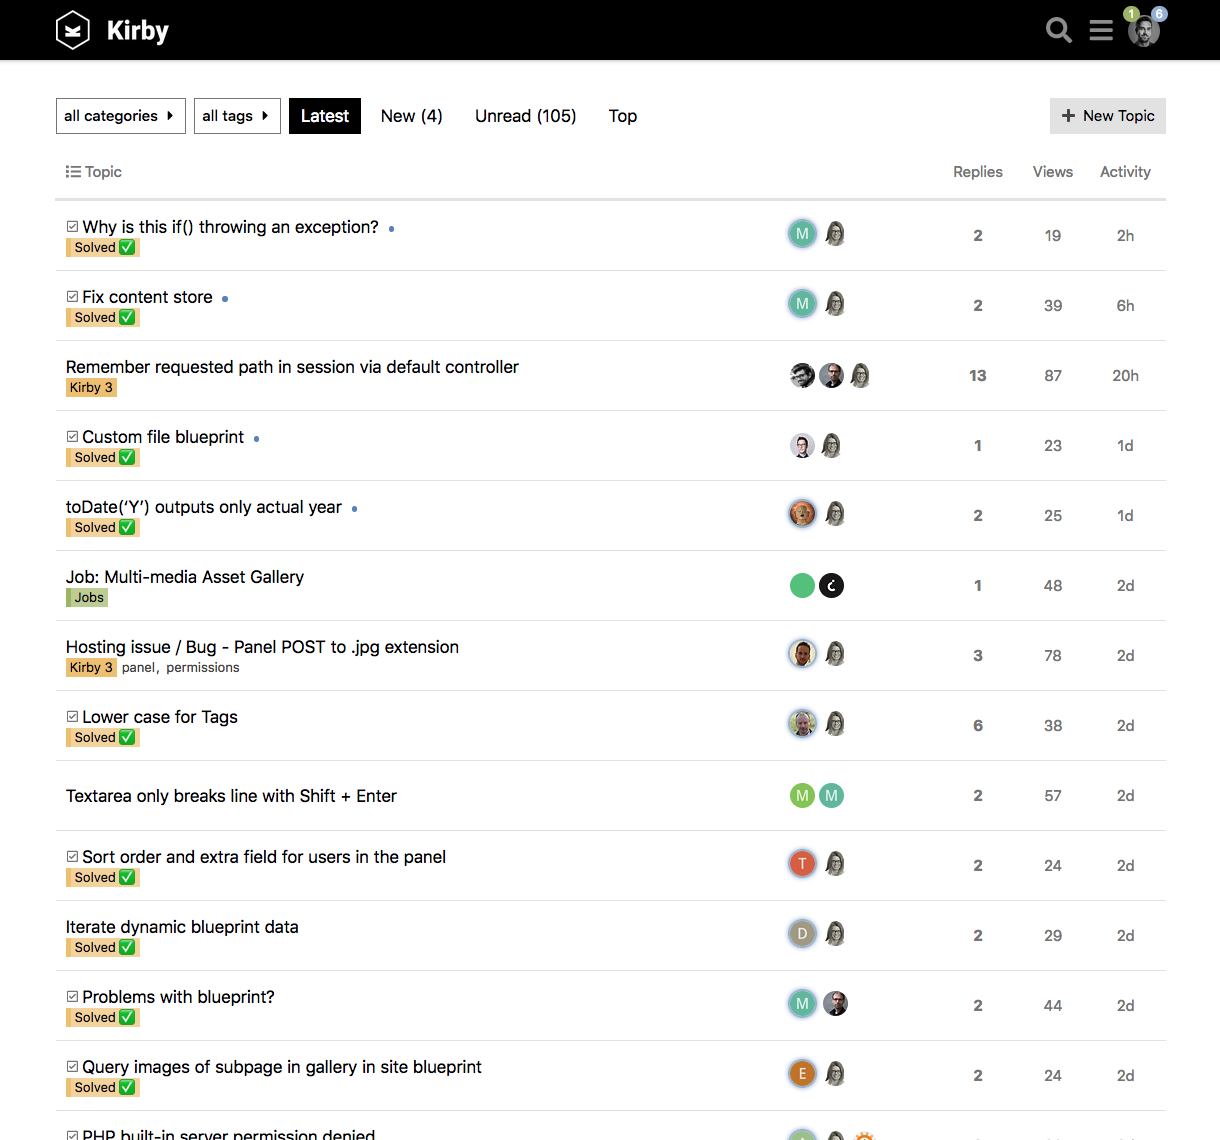 Kirby
1 6
all categories all tags Latest New (4) Unread (105) Top + New Topic
Topic Replies Views Activity
Why is this if() throwing an exception? M 2 19 2h
Solved ✅
Fix content store M 2 39 6h
Solved ✅
Remember requested path in session via default controller 13 87 20h
Kirby 3
Custom file blueprint 1 23 1d
Solved ✅
toDate(‘Y’) outputs only actual year 2 25 1d
Solved ✅
Job: Multi-media Asset Gallery 1 48 2d
Jobs
Hosting issue / Bug - Panel POST to .jpg extension 3 78 2d
Kirby 3 panel, permissions
Lower case for Tags 6 38 2d
Solved ✅
Textarea only breaks line with Shift + Enter M M 2 57 2d
Sort order and extra field for users in the panel T 2 24 2d
Solved ✅
Iterate dynamic blueprint data D 2 29 2d
Solved ✅
Problems with blueprint? M 2 44 2d
Solved ✅
Query images of subpage in gallery in site blueprint E 2 24 2d
Solved ✅
PHP built-in server permission denied